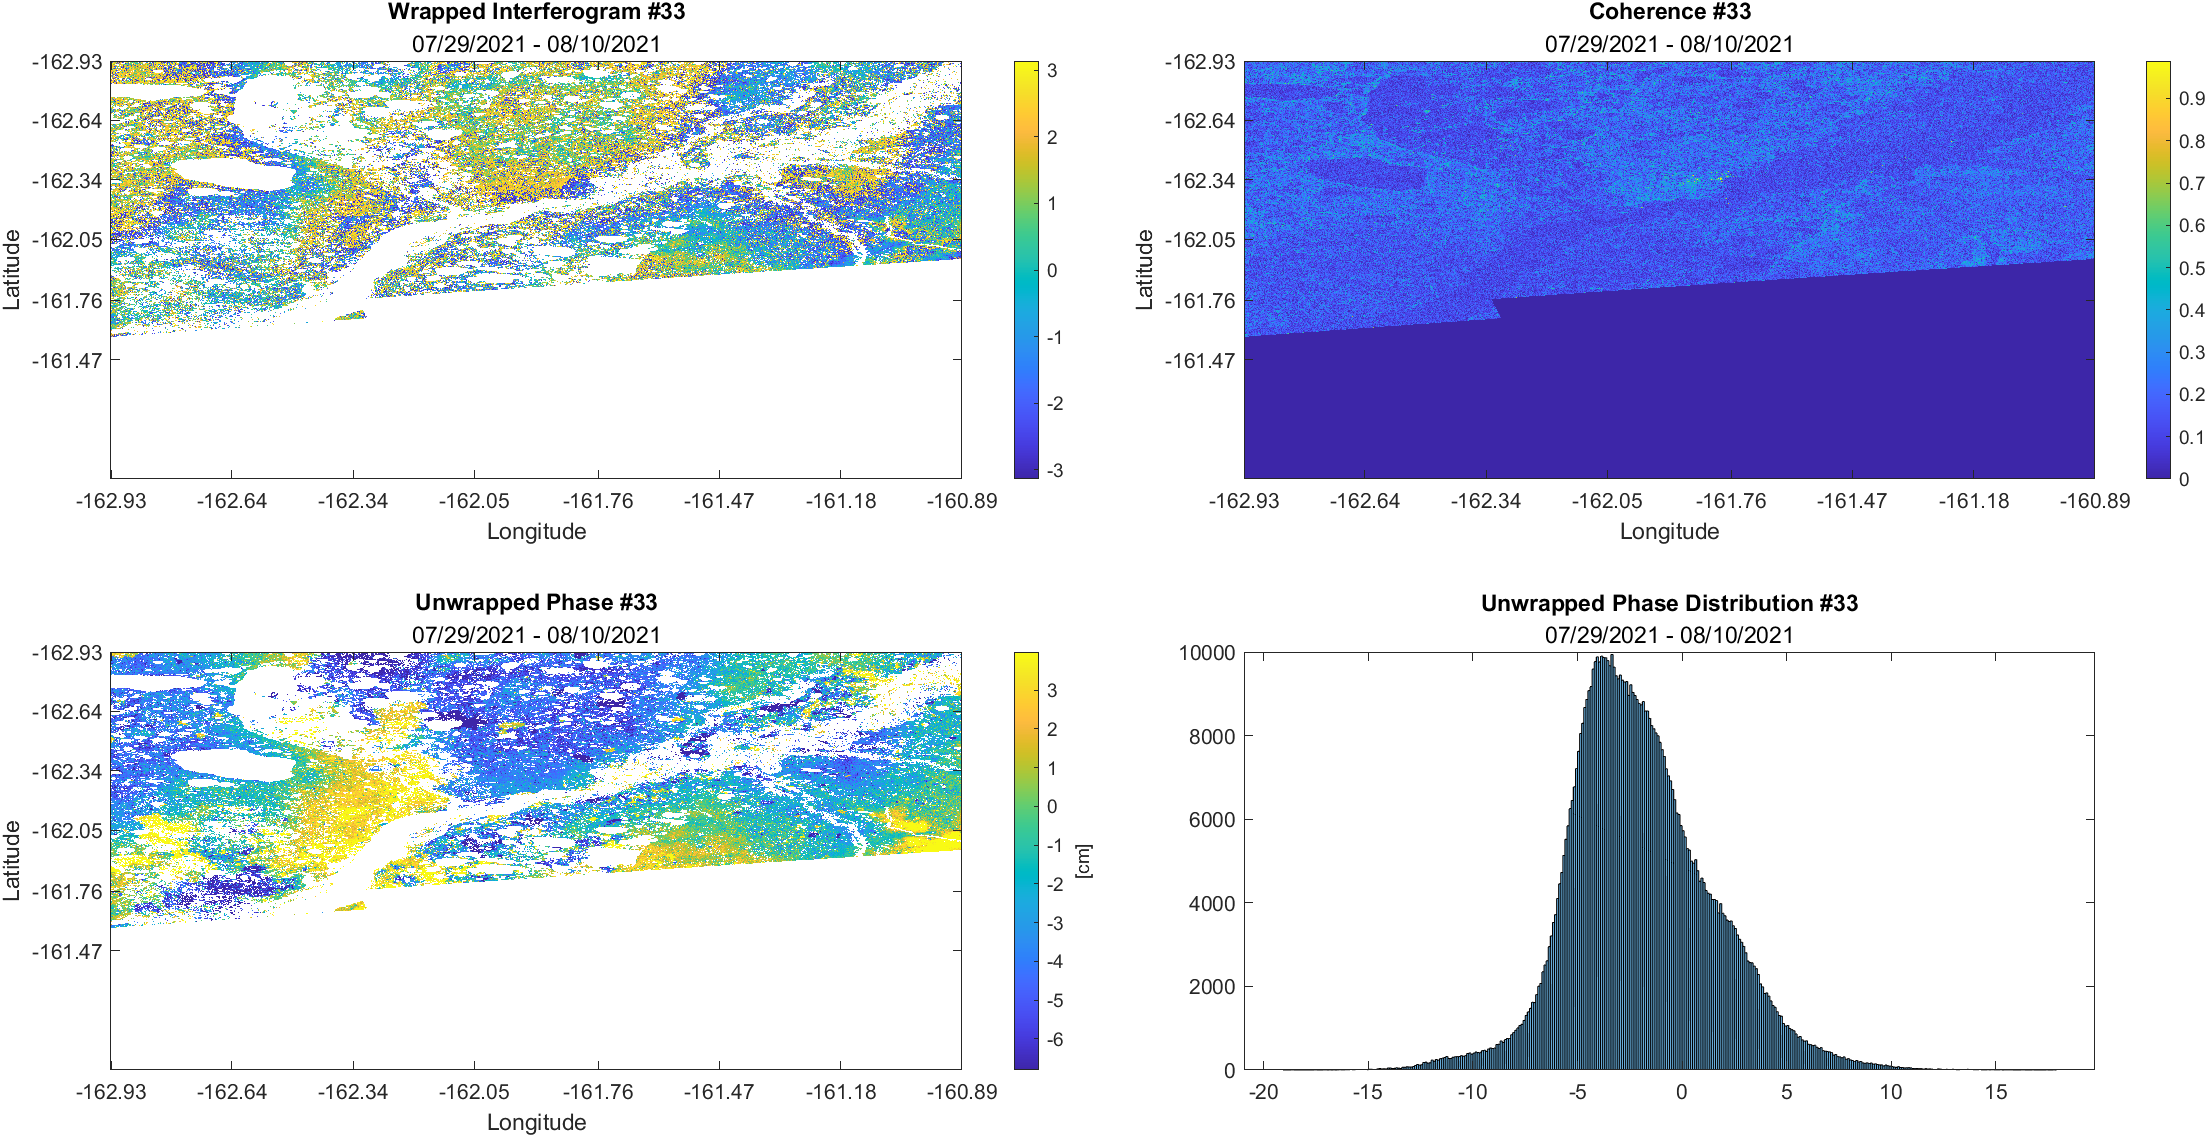 Wrapped Interferogram #33
07/29/2021 - 08/10/2021
-162.93
-162.64
-162.34
-162.05
-161.76
-161.47
Latitude
-162.93 -162.64 -162.34 -162.05 -161.76 -161.47 -161.18 -160.89
Longitude
3
2
1
0
-1
-2
-3
Coherence #33
07/29/2021 - 08/10/2021
-162.93
-162.64
-162.34
-162.05
-161.76
-161.47
Latitude
-162.93 -162.64 -162.34 -162.05 -161.76 -161.47 -161.18 -160.89
Longitude
0.9
0.8
0.7
0.6
0.5
0.4
0.3
0.2
0.1
0
Unwrapped Phase #33
07/29/2021 - 08/10/2021
-162.93
-162.64
-162.34
-162.05
-161.76
-161.47
Latitude
-162.93 -162.64 -162.34 -162.05 -161.76 -161.47 -161.18 -160.89
Longitude
3
2
1
0
-1
-2
-3
-4
-5
-6
[cm]
Unwrapped Phase Distribution #33
07/29/2021 - 08/10/2021
10000
8000
6000
4000
2000
0
-20 -15 -10 -5 0 5 10 15